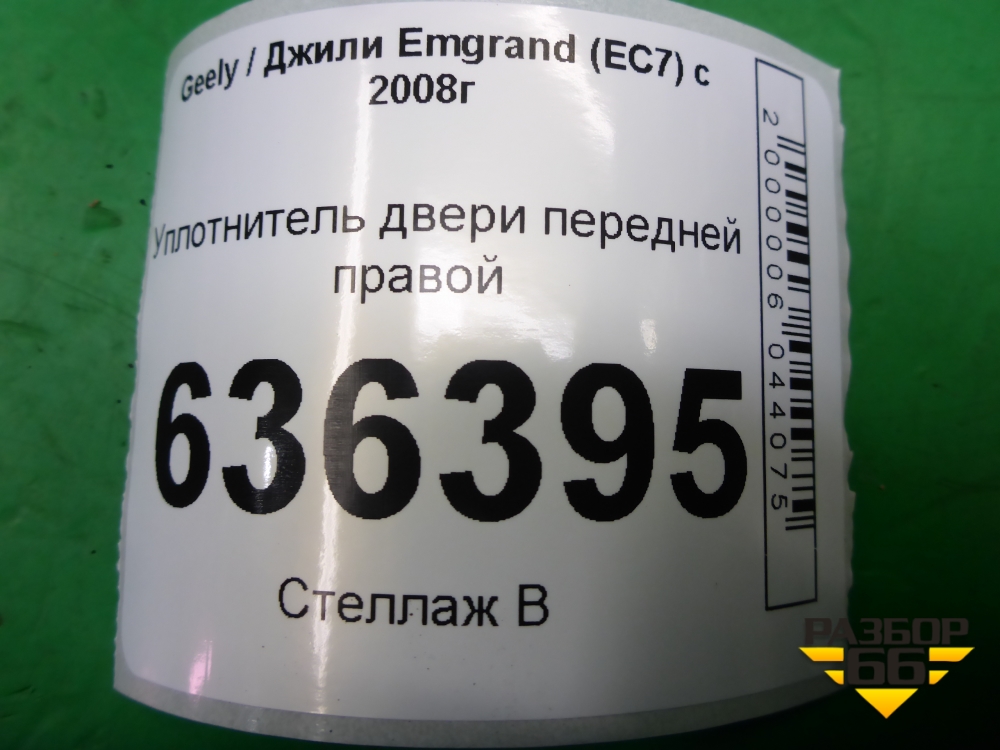 Geely / Джили Emgrand (EC7) с
2008г
Уплотнитель двери передней
правой
636395
Стеллаж В
2000006044075
РАЗБОР
66